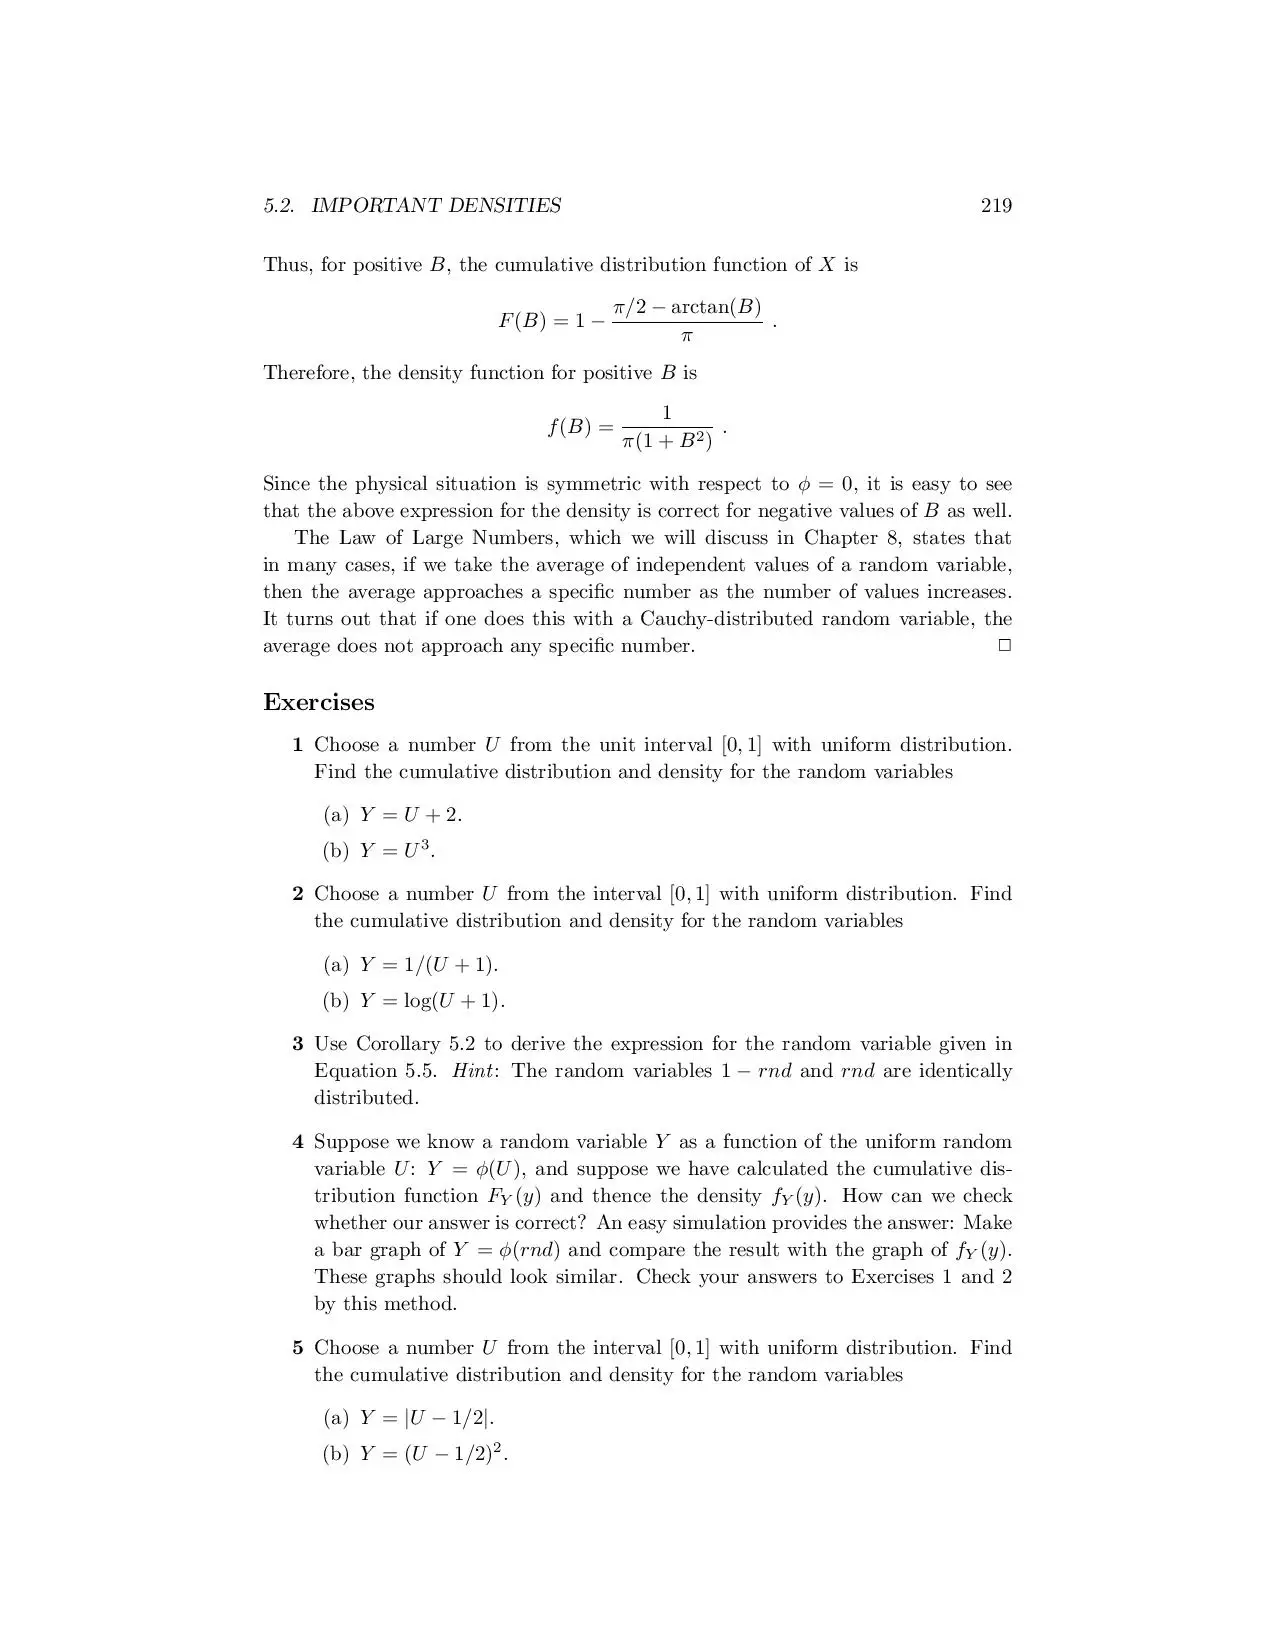 5.2. IMPORTANT DENSITIES 219
Thus, for positive B, the cumulative distribution function of X is
F(B) = 1 − (π/2 − arctan(B))/π .
Therefore, the density function for positive B is
f(B) = 1/(π(1 + B²)) .
Since the physical situation is symmetric with respect to φ = 0, it is easy to see
that the above expression for the density is correct for negative values of B as well.
The Law of Large Numbers, which we will discuss in Chapter 8, states that
in many cases, if we take the average of independent values of a random variable,
then the average approaches a specific number as the number of values increases.
It turns out that if one does this with a Cauchy-distributed random variable, the
average does not approach any specific number. □
Exercises
1 Choose a number U from the unit interval [0, 1] with uniform distribution.
Find the cumulative distribution and density for the random variables
(a) Y = U + 2.
(b) Y = U³.
2 Choose a number U from the interval [0, 1] with uniform distribution. Find
the cumulative distribution and density for the random variables
(a) Y = 1/(U + 1).
(b) Y = log(U + 1).
3 Use Corollary 5.2 to derive the expression for the random variable given in
Equation 5.5. Hint: The random variables 1 − rnd and rnd are identically
distributed.
4 Suppose we know a random variable Y as a function of the uniform random
variable U: Y = φ(U), and suppose we have calculated the cumulative dis-
tribution function F_Y(y) and thence the density f_Y(y). How can we check
whether our answer is correct? An easy simulation provides the answer: Make
a bar graph of Y = φ(rnd) and compare the result with the graph of f_Y(y).
These graphs should look similar. Check your answers to Exercises 1 and 2
by this method.
5 Choose a number U from the interval [0, 1] with uniform distribution. Find
the cumulative distribution and density for the random variables
(a) Y = |U − 1/2|.
(b) Y = (U − 1/2)².